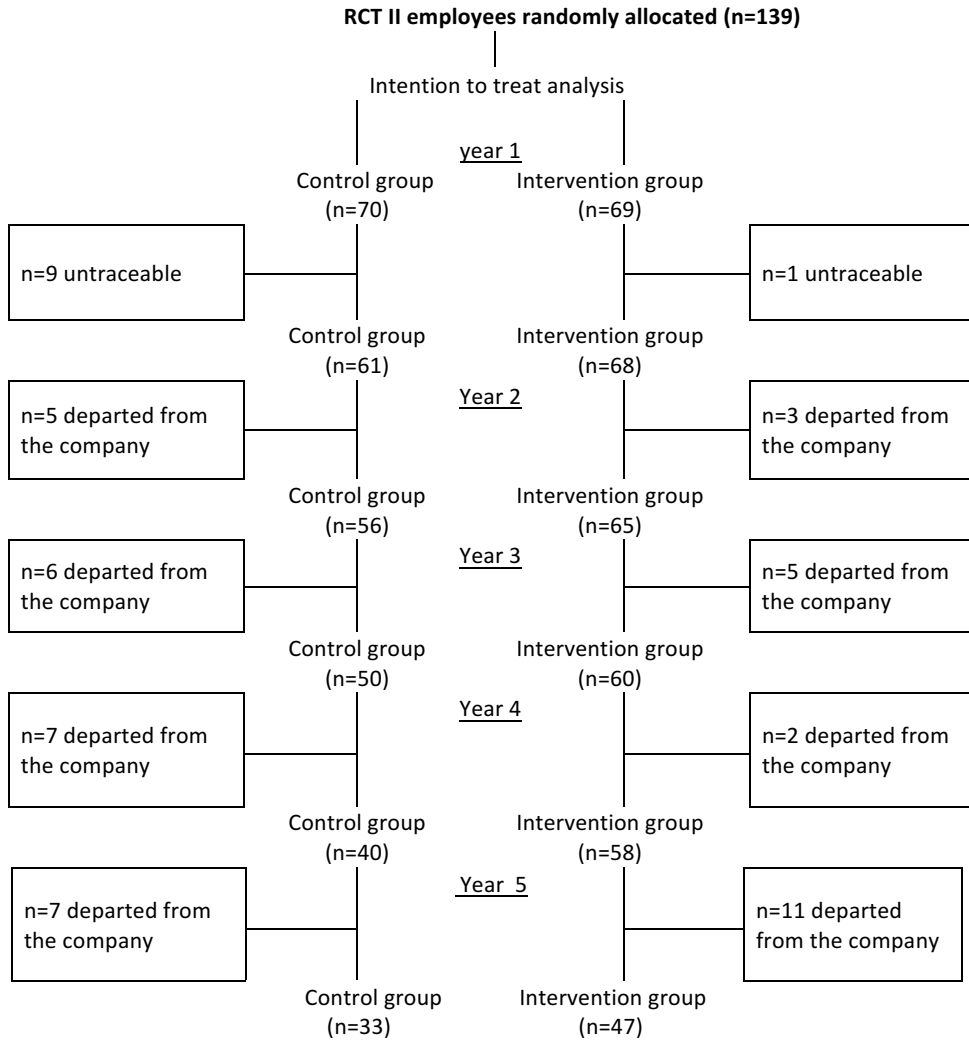 RCT II employees randomly allocated (n=139)
Intention to treat analysis
year 1
Control group
(n=70)
Intervention group
(n=69)
n=9 untraceable
n=1 untraceable
Control group
(n=61)
Intervention group
(n=68)
Year 2
n=5 departed from
the company
n=3 departed from
the company
Control group
(n=56)
Intervention group
(n=65)
Year 3
n=6 departed from
the company
n=5 departed from
the company
Control group
(n=50)
Intervention group
(n=60)
Year 4
n=7 departed from
the company
n=2 departed from
the company
Control group
(n=40)
Intervention group
(n=58)
Year 5
n=7 departed from
the company
n=11 departed
from the company
Control group
(n=33)
Intervention group
(n=47)